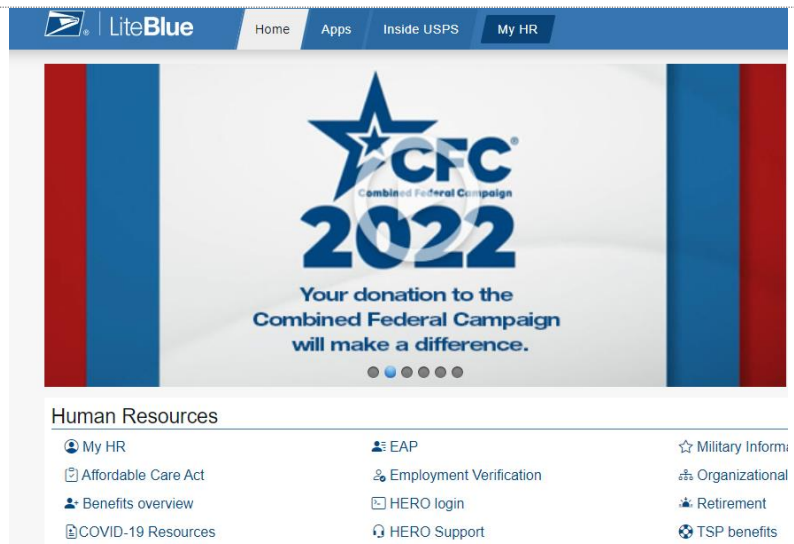 LiteBlue Home Apps Inside USPS My HR
CFC
Combined Federal Campaign
2022
Your donation to the
Combined Federal Campaign
will make a difference.
Human Resources
My HR EAP Military
Affordable Care Act Employment Verification Organizational
Benefits overview HERO login Retirement
COVID-19 Resources HERO Support TSP benefits